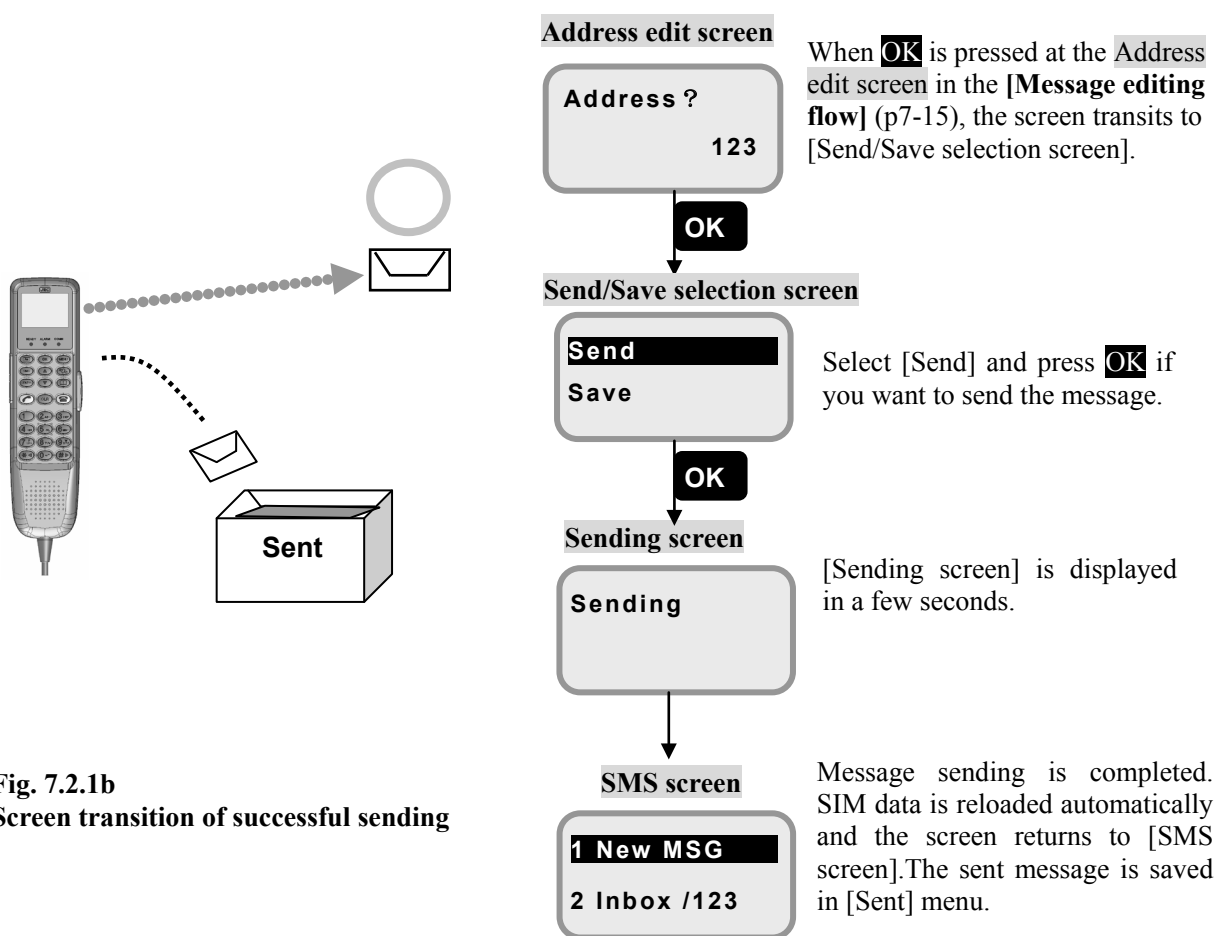 Address edit screen
Address?
123
When OK is pressed at the Address
edit screen in the [Message editing
flow] (p7-15), the screen transits to
[Send/Save selection screen].
OK
Send/Save selection screen
Send
Save
Select [Send] and press OK if
you want to send the message.
OK
Sent
Sending screen
Sending
[Sending screen] is displayed
in a few seconds.
Fig. 7.2.1b
Screen transition of successful sending
SMS screen
1 New MSG
2 Inbox /123
Message sending is completed.
SIM data is reloaded automatically
and the screen returns to [SMS
screen].The sent message is saved
in [Sent] menu.